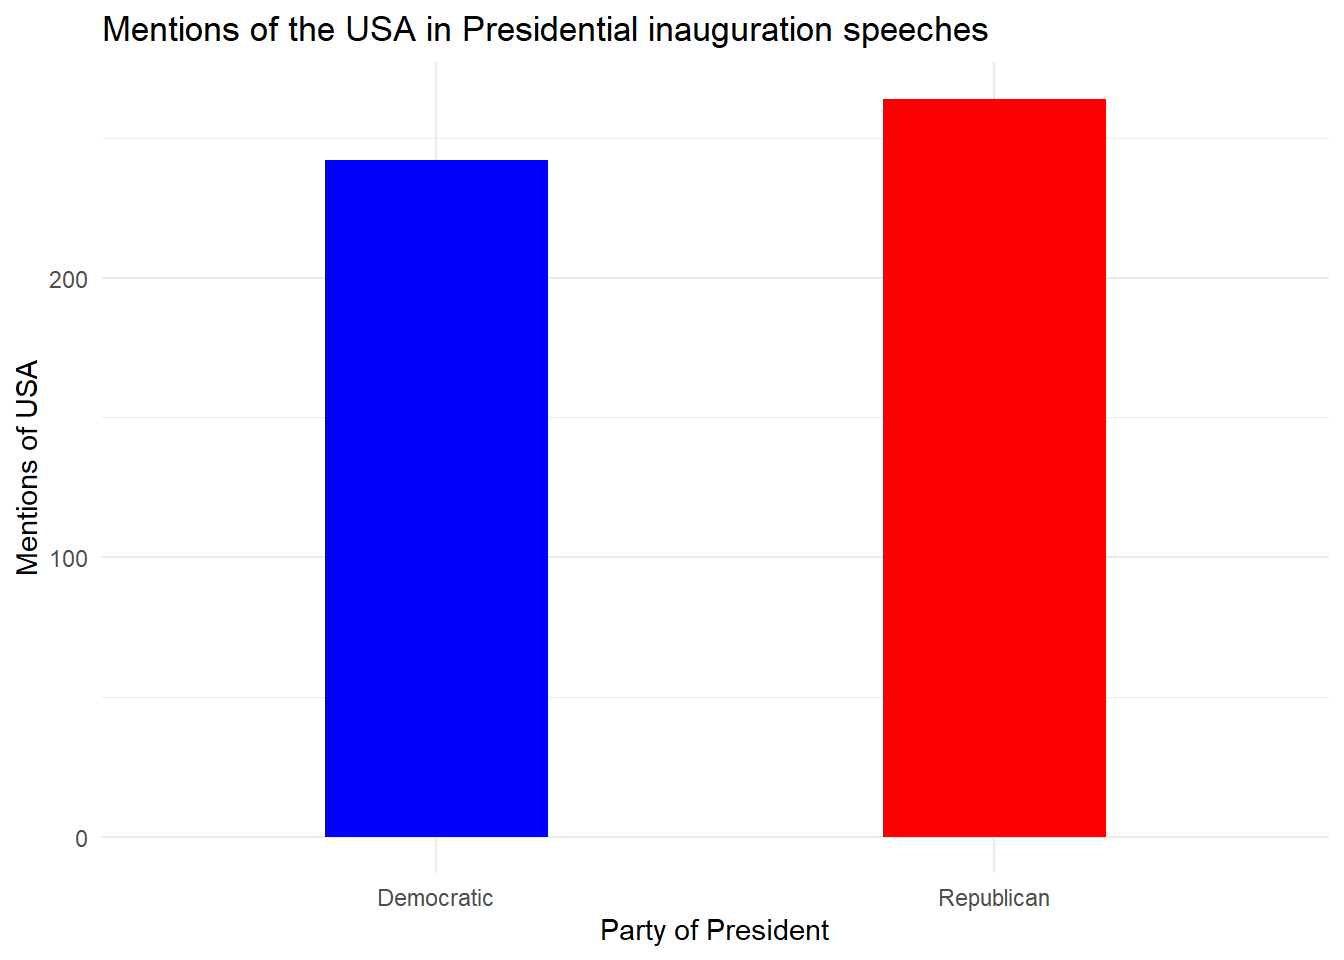 Mentions of the USA in Presidential inauguration speeches
Mentions of USA
200
100
0
Democratic
Republican
Party of President